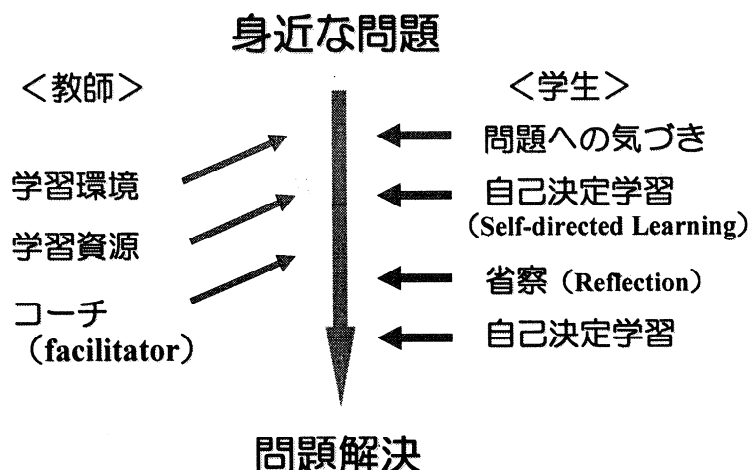 身近な問題
＜教師＞
学習環境
学習資源
コーチ
（facilitator）
＜学生＞
問題への気づき
自己決定学習
（Self-directed Learning）
省察（Reflection）
自己決定学習
問題解決